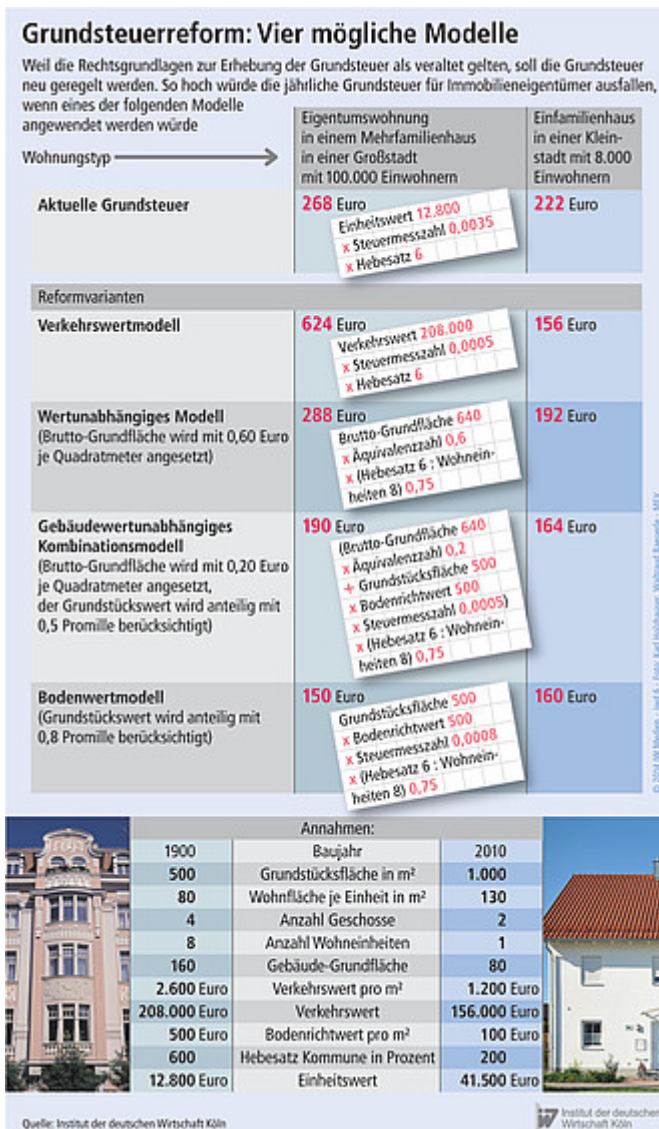 Grundsteuerreform: Vier mögliche Modelle
Weil die Rechtsgrundlagen zur Erhebung der Grundsteuer als veraltet gelten, soll die Grundsteuer
neu geregelt werden. So hoch würde die jährliche Grundsteuer für Immobilieneigentümer ausfallen,
wenn eines der folgenden Modelle
angewendet werden würde
Wohnungstyp
Eigentumswohnung
in einem Mehrfamilienhaus
in einer Großstadt
mit 100.000 Einwohnern
Einfamilienhaus
in einer Klein-
stadt mit 8.000
Einwohnern
Aktuelle Grundsteuer
268 Euro
Einheitswert 12.800
x Steuermesszahl 0,0035
x Hebesatz 6
222 Euro
Reformvarianten
Verkehrswertmodell
624 Euro
Verkehrswert 208.000
x Steuermesszahl 0,0005
x Hebesatz 6
156 Euro
Wertunabhängiges Modell
(Brutto-Grundfläche wird mit 0,60 Euro
je Quadratmeter angesetzt)
288 Euro
Brutto-Grundfläche 640
x Äquivalenzzahl 0,6
x (Hebesatz 6 : Wohnein-
heiten 8) 0,75
192 Euro
Gebäudewertunabhängiges
Kombinationsmodell
(Brutto-Grundfläche wird mit 0,20 Euro
je Quadratmeter angesetzt,
der Grundstückswert wird anteilig mit
0,5 Promille berücksichtigt)
190 Euro
(Brutto-Grundfläche 640
x Äquivalenzzahl 0,2
+ Grundstücksfläche 500
x Bodenrichtwert 500
x Steuermesszahl 0,0005)
x (Hebesatz 6 : Wohnein-
heiten 8) 0,75
164 Euro
Bodenwertmodell
(Grundstückswert wird anteilig mit
0,8 Promille berücksichtigt)
150 Euro
Grundstücksfläche 500
x Bodenrichtwert 500
x Steuermesszahl 0,0008
x (Hebesatz 6 : Wohnein-
heiten 8) 0,75
160 Euro
Annahmen:
1900 Baujahr 2010
500 Grundstücksfläche in m² 1.000
80 Wohnfläche je Einheit in m² 130
4 Anzahl Geschosse 2
8 Anzahl Wohneinheiten 1
160 Gebäude-Grundfläche 80
2.600 Euro Verkehrswert pro m² 1.200 Euro
208.000 Euro Verkehrswert 156.000 Euro
500 Euro Bodenrichtwert pro m² 100 Euro
600 Hebesatz Kommune in Prozent 200
12.800 Euro Einheitswert 41.500 Euro
Quelle: Institut der deutschen Wirtschaft Köln
Institut der deutschen
Wirtschaft Köln
© 2014 IW Medien